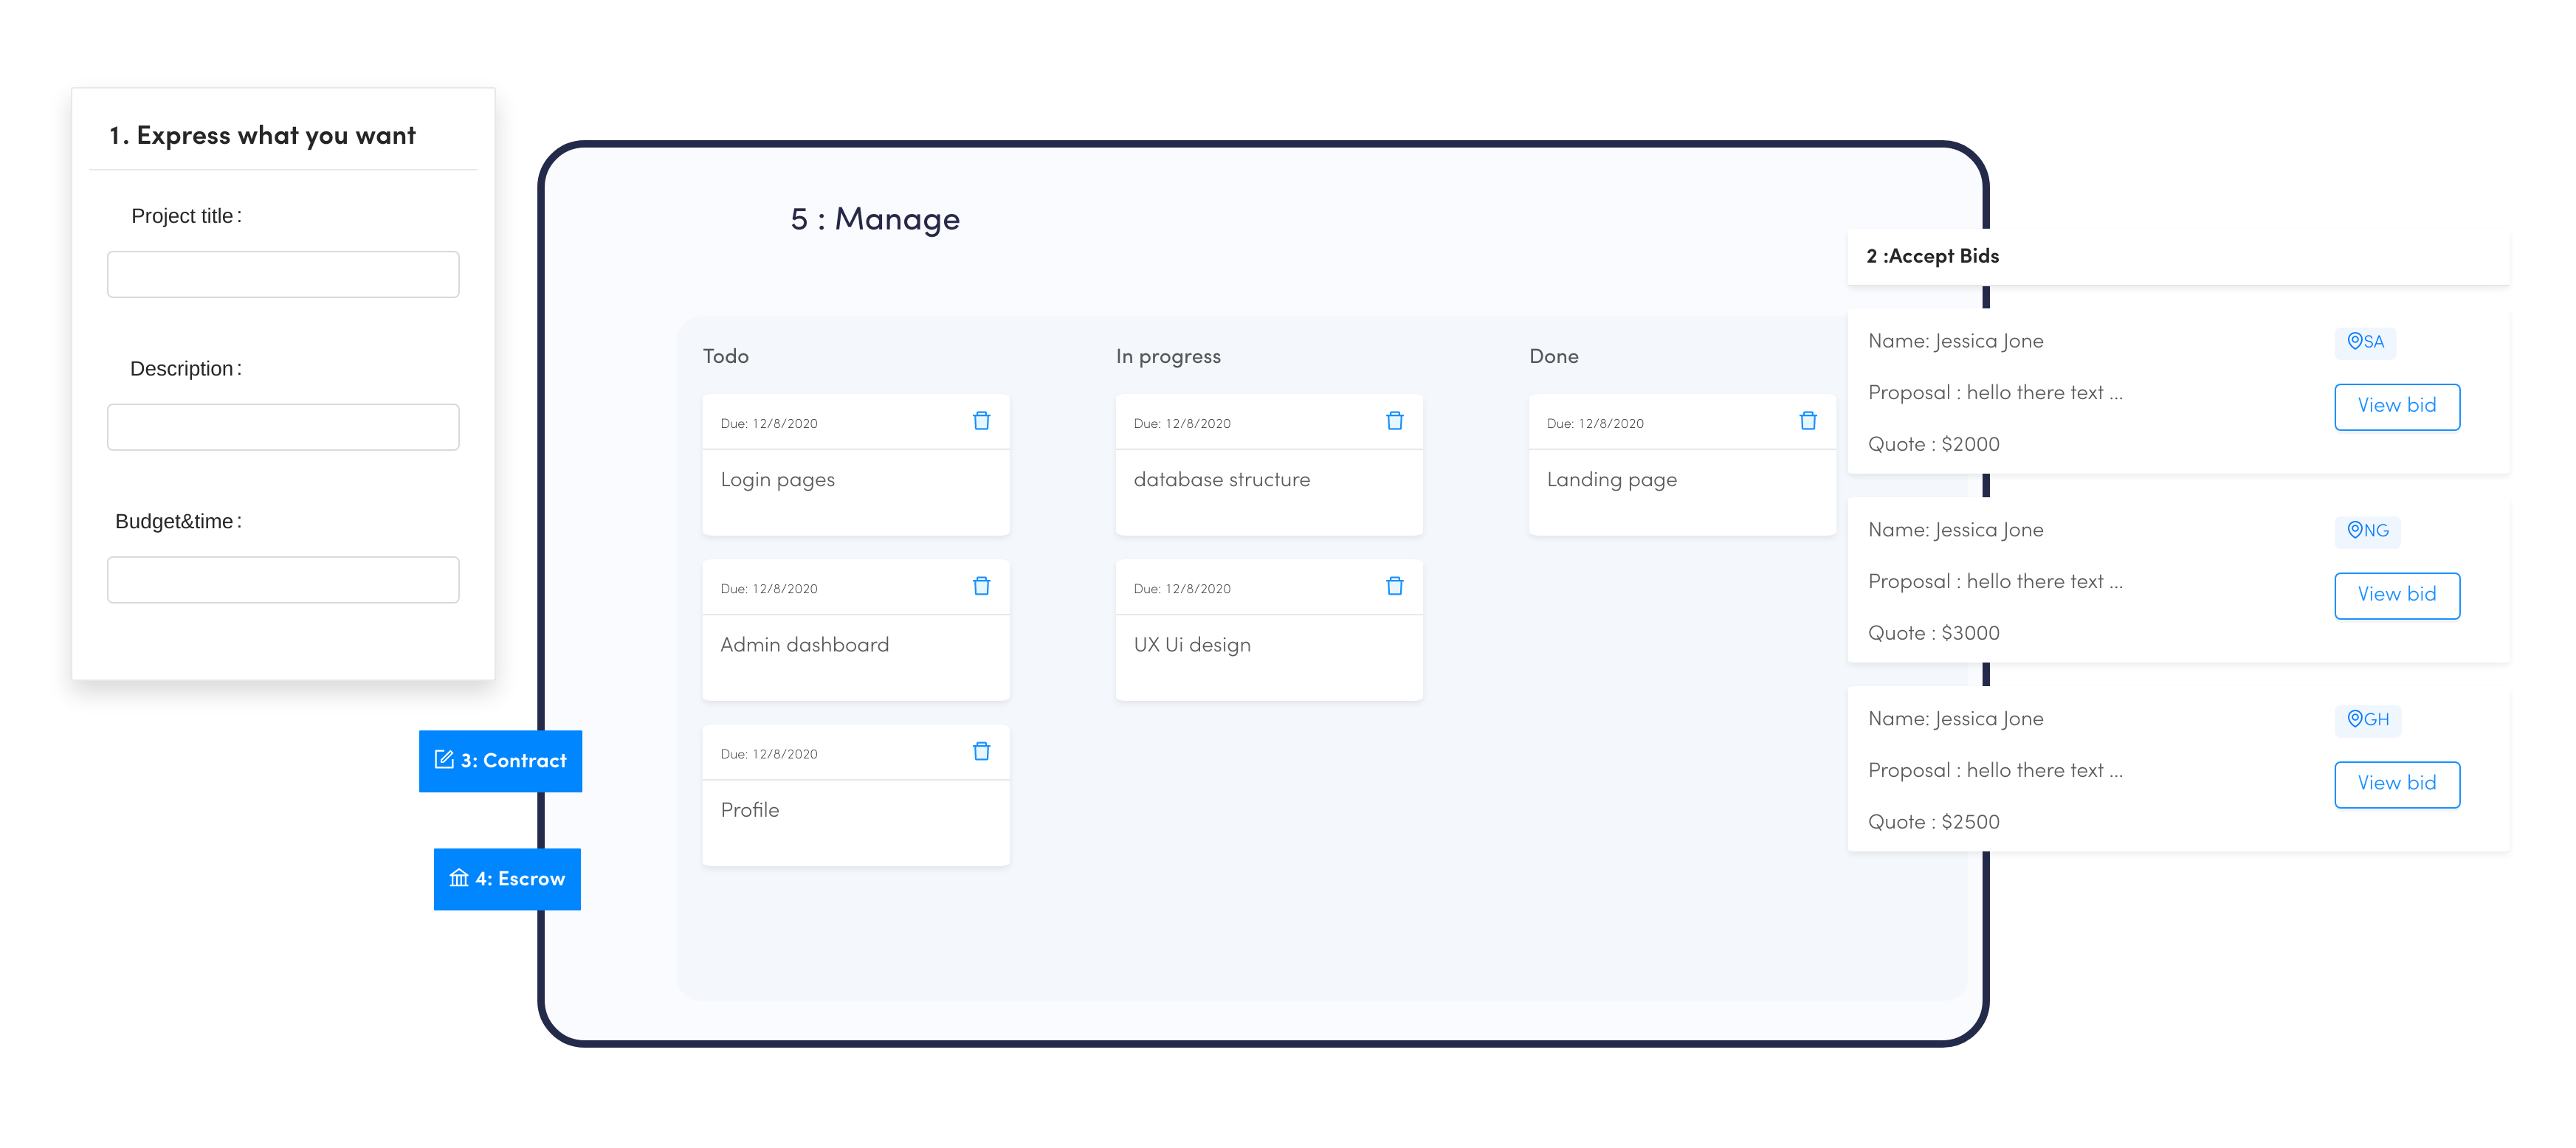 1. Express what you want
Project title:
Description:
Budget&time:
5 : Manage
Todo
Due: 12/8/2020
Login pages
Due: 12/8/2020
Admin dashboard
Due: 12/8/2020
Profile
In progress
Due: 12/8/2020
database structure
Due: 12/8/2020
UX Ui design
Done
Due: 12/8/2020
Landing page
2 :Accept Bids
Name: Jessica Jone
SA
Proposal : hello there text ...
View bid
Quote : $2000
Name: Jessica Jone
NG
Proposal : hello there text ...
View bid
Quote : $3000
Name: Jessica Jone
GH
Proposal : hello there text ...
View bid
Quote : $2500
3: Contract
4: Escrow